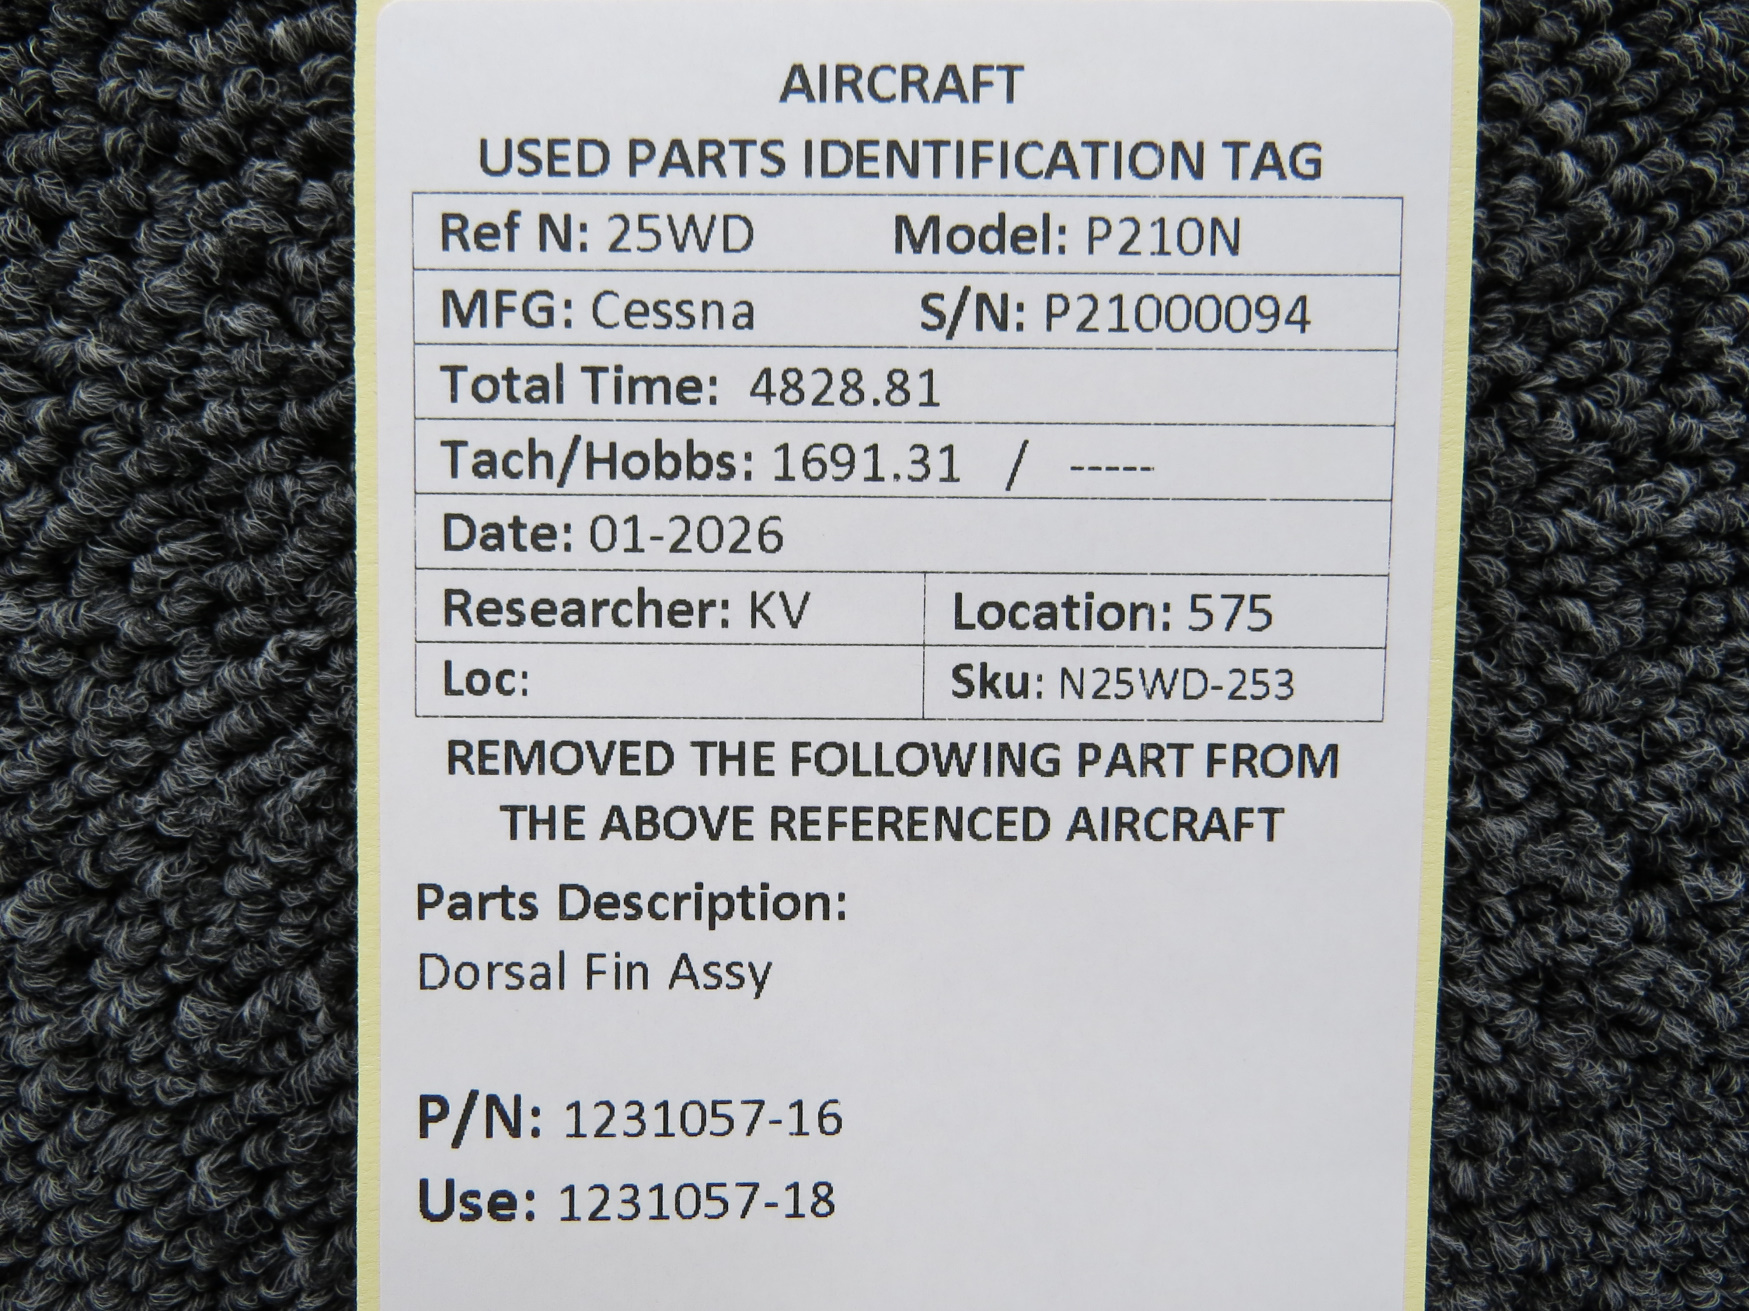 AIRCRAFT
USED PARTS IDENTIFICATION TAG
Ref N: 25WD Model: P210N
MFG: Cessna S/N: P21000094
Total Time: 4828.81
Tach/Hobbs: 1691.31 / -----
Date: 01-2026
Researcher: KV Location: 575
Loc: Sku: N25WD-253
REMOVED THE FOLLOWING PART FROM
THE ABOVE REFERENCED AIRCRAFT
Parts Description:
Dorsal Fin Assy
P/N: 1231057-16
Use: 1231057-18